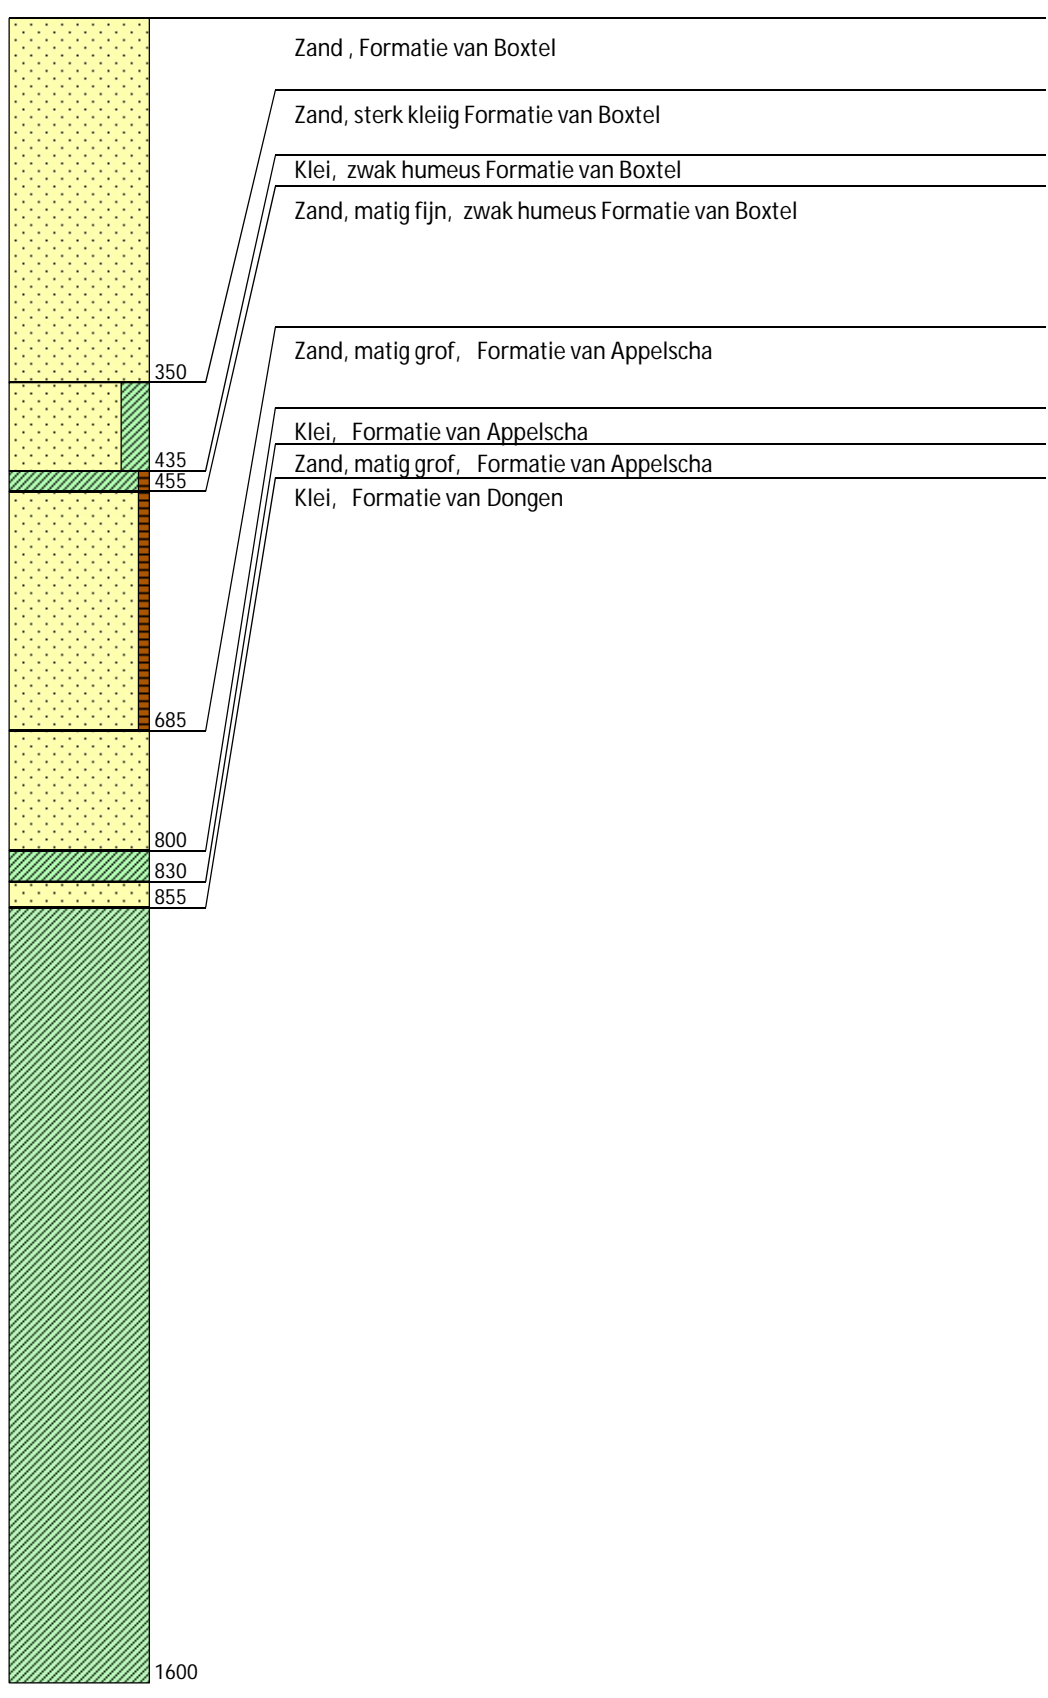 Zand , Formatie van Boxtel
Zand, sterk kleiig Formatie van Boxtel
Klei, zwak humeus Formatie van Boxtel
Zand, matig fijn, zwak humeus Formatie van Boxtel
Zand, matig grof, Formatie van Appelscha
350
Klei, Formatie van Appelscha
435
Zand, matig grof, Formatie van Appelscha
455
Klei, Formatie van Dongen
685
800
830
855
1600